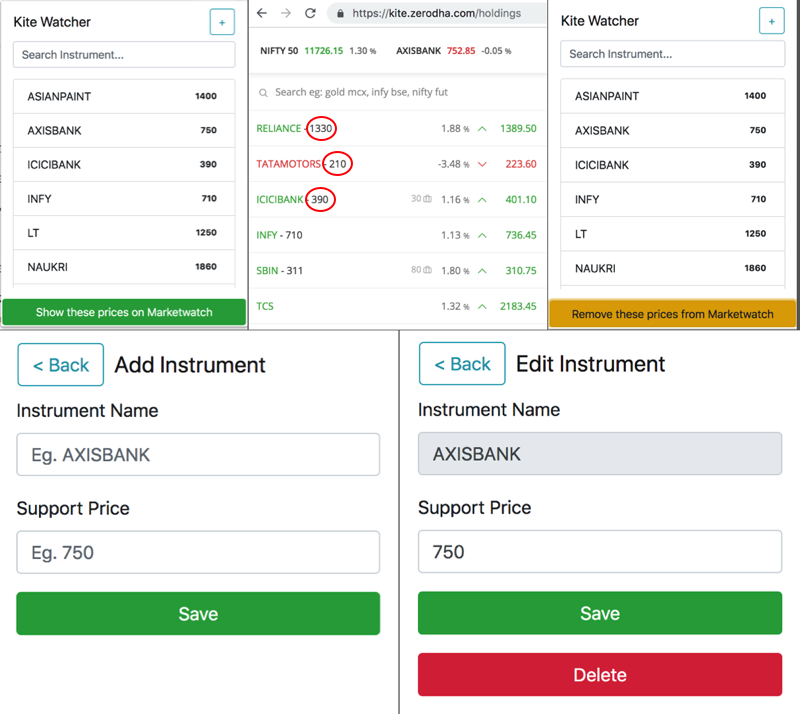 Kite Watcher
+
Search Instrument...
ASIANPAINT 1400
AXISBANK 750
ICICIBANK 390
INFY 710
LT 1250
NAUKRI 1860
Show these prices on Marketwatch
https://kite.zerodha.com/holdings
NIFTY 50 11726.15 1.30 % AXISBANK 752.85 -0.05 %
Search eg: gold mcx, infy bse, nifty fut
RELIANCE - 1330 1.88 % 1389.50
TATAMOTORS - 210 -3.48 % 223.60
ICICIBANK - 390 30 1.16 % 401.10
INFY - 710 1.13 % 736.45
SBIN - 311 80 1.80 % 310.75
TCS 1.32 % 2183.45
Kite Watcher
+
Search Instrument...
ASIANPAINT 1400
AXISBANK 750
ICICIBANK 390
INFY 710
LT 1250
NAUKRI 1860
Remove these prices from Marketwatch
< Back Add Instrument
Instrument Name
Eg. AXISBANK
Support Price
Eg. 750
Save
< Back Edit Instrument
Instrument Name
AXISBANK
Support Price
750
Save
Delete